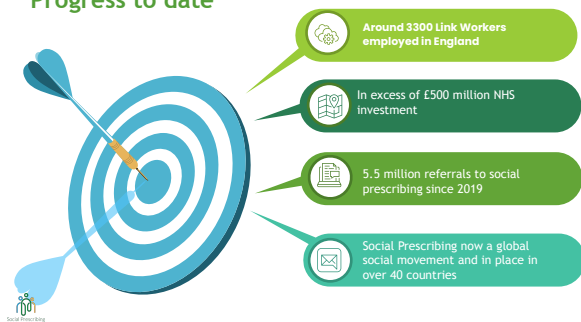 Progress to date
Around 3300 Link Workers
employed in England
In excess of £500 million NHS
investment
5.5 million referrals to social
prescribing since 2019
Social Prescribing now a global
social movement and in place in
over 40 countries
Social Prescribing